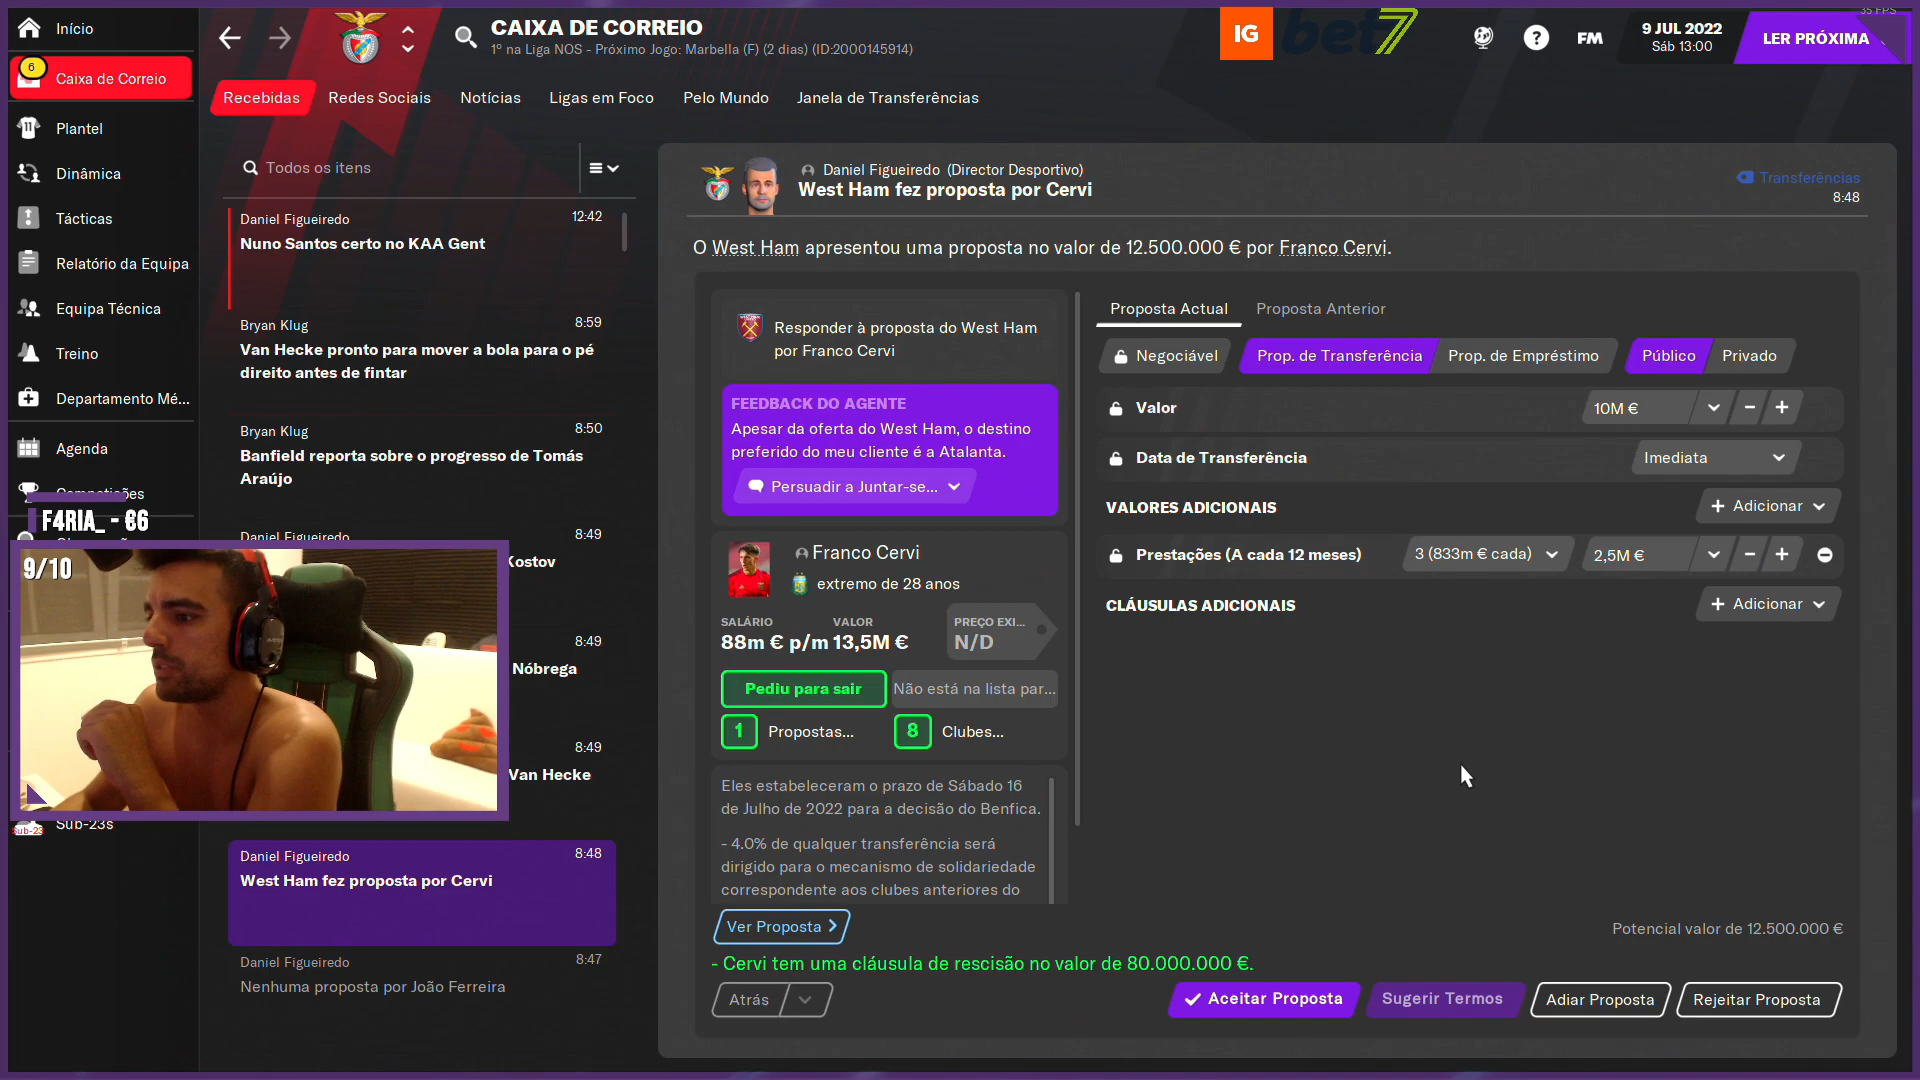 Início
6
Caixa de Correio
Plantel
Dinâmica
Tácticas
Relatório da Equipa
Equipa Técnica
Treino
Departamento Mé...
Agenda
Competições
F4RIA_ - €6
9/10
Sub-23
Sub-23s
CAIXA DE CORREIO
1º na Liga NOS - Próximo Jogo: Marbella (F) (2 dias) (ID:2000145914)
IG
bet7
35 FPS
FM
9 JUL 2022
Sáb 13:00
LER PRÓXIMA
Recebidas
Redes Sociais
Notícias
Ligas em Foco
Pelo Mundo
Janela de Transferências
Todos os itens
Daniel Figueiredo 12:42
Nuno Santos certo no KAA Gent
Bryan Klug 8:59
Van Hecke pronto para mover a bola para o pé
direito antes de fintar
Bryan Klug 8:50
Banfield reporta sobre o progresso de Tomás
Araújo
Daniel Figueiredo 8:49
Kostov
8:49
Nóbrega
8:49
Van Hecke
Daniel Figueiredo 8:48
West Ham fez proposta por Cervi
Daniel Figueiredo 8:47
Nenhuma proposta por João Ferreira
Daniel Figueiredo (Director Desportivo)
West Ham fez proposta por Cervi
Transferências
8:48
O West Ham apresentou uma proposta no valor de 12.500.000 € por Franco Cervi.
Responder à proposta do West Ham
por Franco Cervi
FEEDBACK DO AGENTE
Apesar da oferta do West Ham, o destino
preferido do meu cliente é a Atalanta.
Persuadir a Juntar-se...
Franco Cervi
extremo de 28 anos
SALÁRIO VALOR PREÇO EXI...
88m € p/m 13,5M € N/D
Pediu para sair
Não está na lista par...
1 Propostas...
8 Clubes...
Eles estabeleceram o prazo de Sábado 16
de Julho de 2022 para a decisão do Benfica.
- 4.0% de qualquer transferência será
dirigido para o mecanismo de solidariedade
correspondente aos clubes anteriores do
Ver Proposta
Proposta Actual
Proposta Anterior
Negociável
Prop. de Transferência
Prop. de Empréstimo
Público
Privado
Valor 10M €
Data de Transferência Imediata
VALORES ADICIONAIS
Adicionar
Prestações (A cada 12 meses) 3 (833m € cada) 2,5M €
CLÁUSULAS ADICIONAIS
Adicionar
Potencial valor de 12.500.000 €
- Cervi tem uma cláusula de rescisão no valor de 80.000.000 €.
Atrás
Aceitar Proposta
Sugerir Termos
Adiar Proposta
Rejeitar Proposta